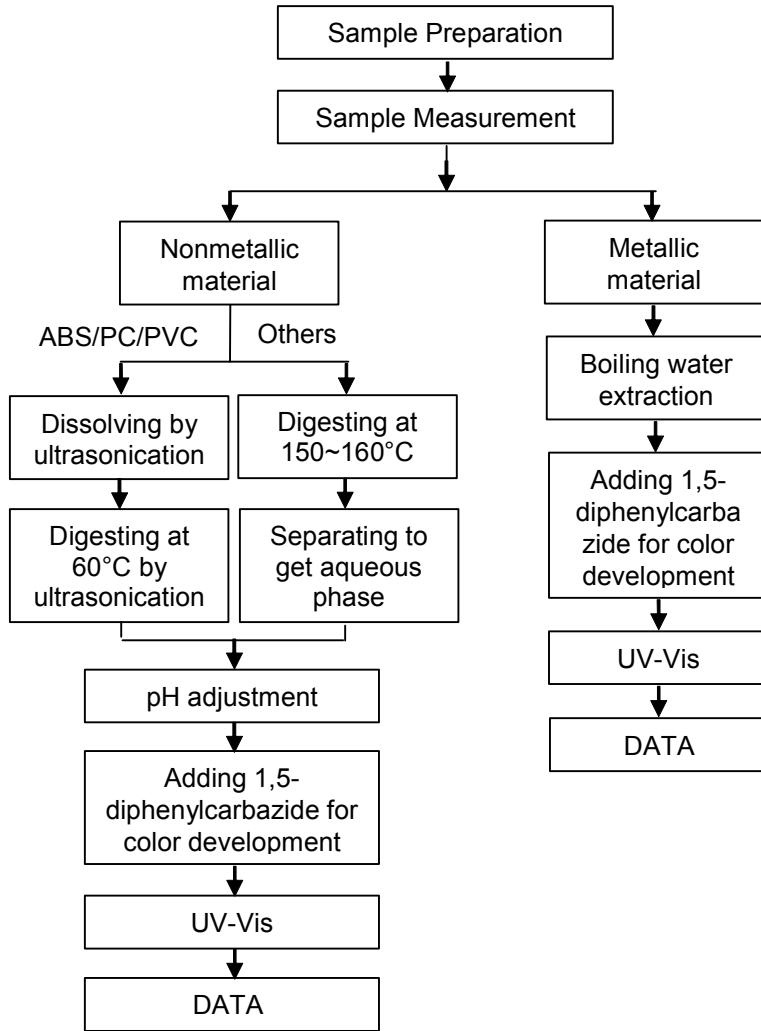 Sample Preparation
Sample Measurement
Nonmetallic
material
ABS/PC/PVC
Others
Dissolving by
ultrasonication
Digesting at
150~160°C
Digesting at
60°C by
ultrasonication
Separating to
get aqueous
phase
pH adjustment
Adding 1,5-
diphenylcarbazide for
color development
UV-Vis
DATA
Metallic
material
Boiling water
extraction
Adding 1,5-
diphenylcarba
zide for color
development
UV-Vis
DATA